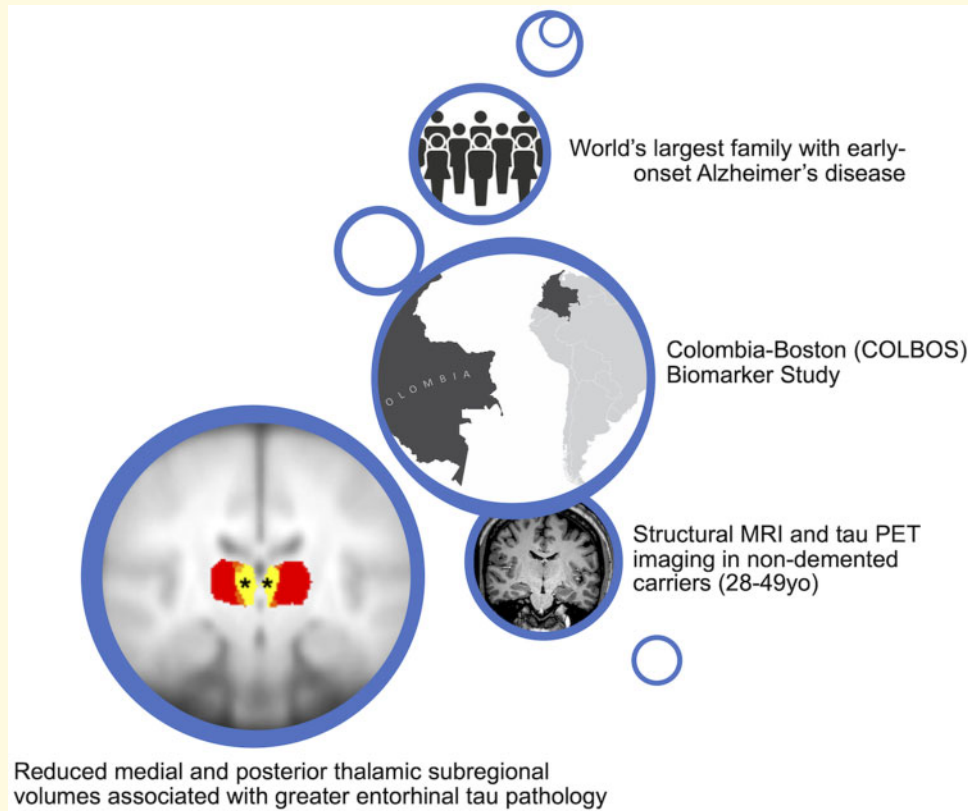 World's largest family with early-
onset Alzheimer's disease
OLOMBIA
Colombia-Boston (COLBOS)
Biomarker Study
Structural MRI and tau PET
imaging in non-demented
carriers (28-49yo)
* *
Reduced medial and posterior thalamic subregional
volumes associated with greater entorhinal tau pathology